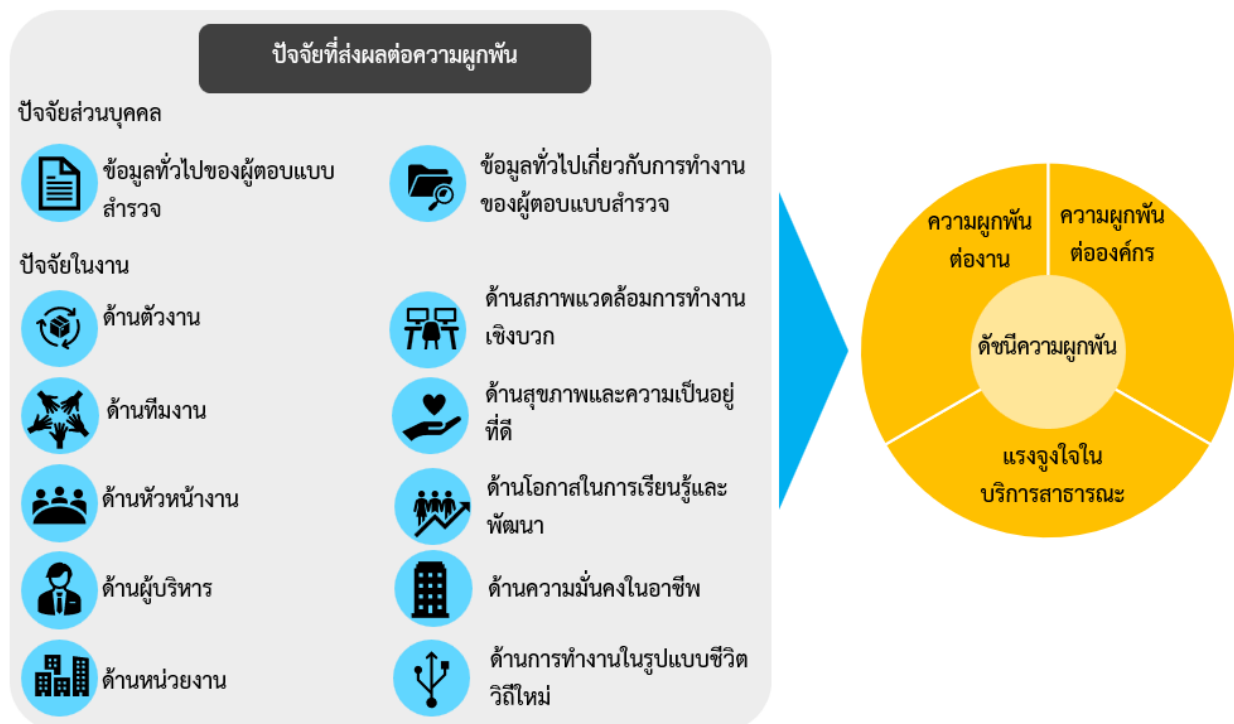 ปัจจัยที่ส่งผลต่อความผูกพัน
ปัจจัยส่วนบุคคล
ข้อมูลทั่วไปของผู้ตอบแบบ
สำรวจ
ข้อมูลทั่วไปเกี่ยวกับการทำงาน
ของผู้ตอบแบบสำรวจ
ปัจจัยในงาน
ด้านตัวงาน
ด้านสภาพแวดล้อมการทำงาน
เชิงบวก
ด้านทีมงาน
ด้านสุขภาพและความเป็นอยู่
ที่ดี
ด้านหัวหน้างาน
ด้านโอกาสในการเรียนรู้และ
พัฒนา
ด้านผู้บริหาร
ด้านความมั่นคงในอาชีพ
ด้านหน่วยงาน
ด้านการทำงานในรูปแบบชีวิต
วิถีใหม่
ความผูกพัน
ต่องาน
ความผูกพัน
ต่อองค์กร
ดัชนีความผูกพัน
แรงจูงใจใน
บริการสาธารณะ